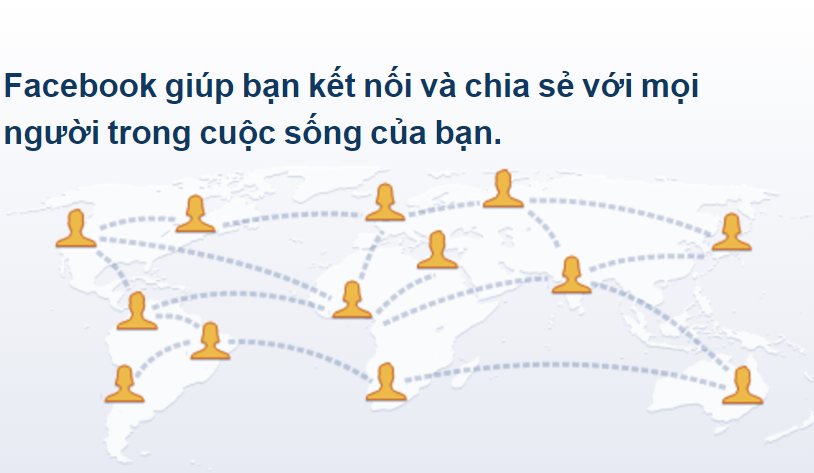 Facebook giúp bạn kết nối và chia sẻ với mọi
người trong cuộc sống của bạn.